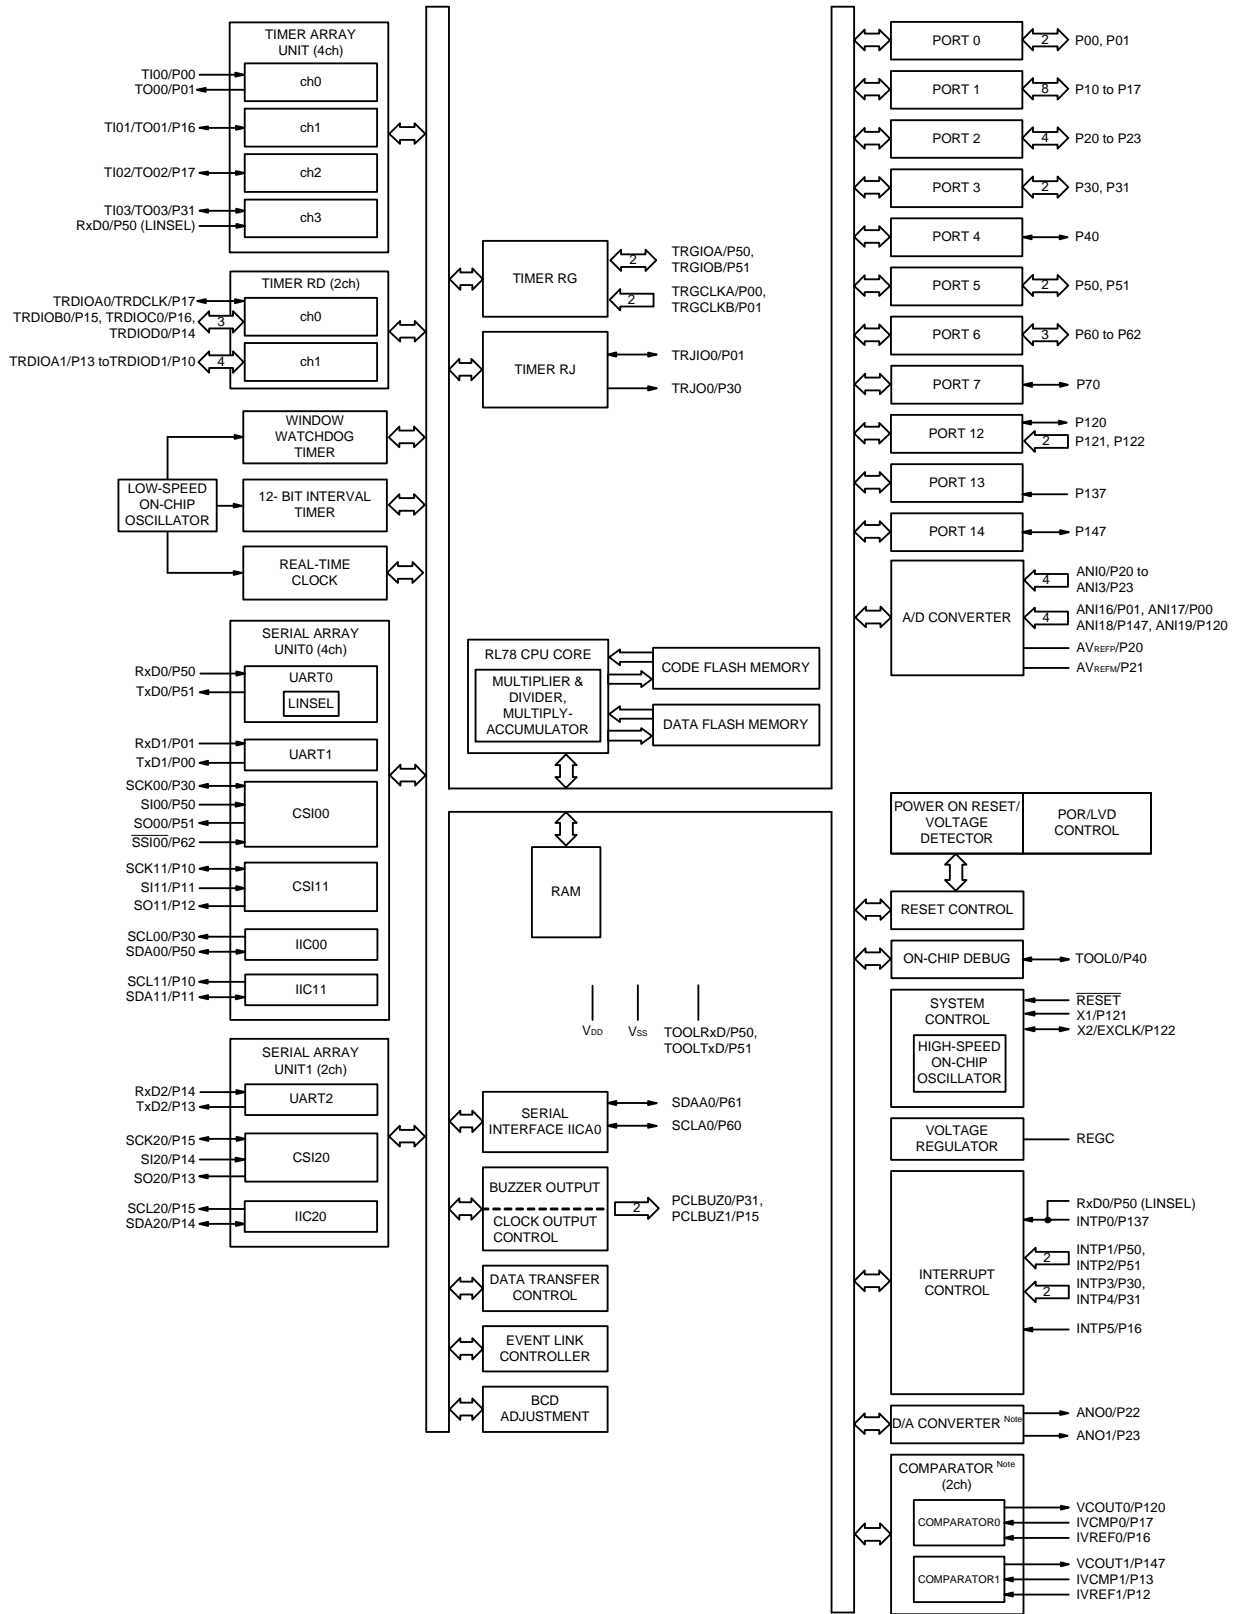 TIMER ARRAY
UNIT (4ch)
TI00/P00
TO00/P01
ch0
TI01/TO01/P16
ch1
TI02/TO02/P17
ch2
TI03/TO03/P31
RxD0/P50 (LINSEL)
ch3
TIMER RD (2ch)
TRDIOA0/TRDCLK/P17
TRDIOB0/P15, TRDIOC0/P16,
TRDIOD0/P14
3
ch0
TRDIOA1/P13 toTRDIOD1/P10
4
ch1
WINDOW
WATCHDOG
TIMER
LOW-SPEED
ON-CHIP
OSCILLATOR
12- BIT INTERVAL
TIMER
REAL-TIME
CLOCK
SERIAL ARRAY
UNIT0 (4ch)
RxD0/P50
TxD0/P51
UART0
LINSEL
RxD1/P01
TxD1/P00
UART1
SCK00/P30
SI00/P50
SO00/P51
SSI00/P62
CSI00
SCK11/P10
SI11/P11
SO11/P12
CSI11
SCL00/P30
SDA00/P50
IIC00
SCL11/P10
SDA11/P11
IIC11
SERIAL ARRAY
UNIT1 (2ch)
RxD2/P14
TxD2/P13
UART2
SCK20/P15
SI20/P14
SO20/P13
CSI20
SCL20/P15
SDA20/P14
IIC20
TIMER RG
2
TRGIOA/P50,
TRGIOB/P51
2
TRGCLKA/P00,
TRGCLKB/P01
TIMER RJ
TRJIO0/P01
TRJO0/P30
RL78 CPU CORE
MULTIPLIER &
DIVIDER,
MULTIPLY-
ACCUMULATOR
CODE FLASH MEMORY
DATA FLASH MEMORY
RAM
VDD
VSS
TOOLRxD/P50,
TOOLTxD/P51
SERIAL
INTERFACE IICA0
SDAA0/P61
SCLA0/P60
BUZZER OUTPUT
CLOCK OUTPUT
CONTROL
2
PCLBUZ0/P31,
PCLBUZ1/P15
DATA TRANSFER
CONTROL
EVENT LINK
CONTROLLER
BCD
ADJUSTMENT
PORT 0
2
P00, P01
PORT 1
8
P10 to P17
PORT 2
4
P20 to P23
PORT 3
2
P30, P31
PORT 4
P40
PORT 5
2
P50, P51
PORT 6
3
P60 to P62
PORT 7
P70
PORT 12
P120
2
P121, P122
PORT 13
P137
PORT 14
P147
A/D CONVERTER
4
ANI0/P20 to
ANI3/P23
4
ANI16/P01, ANI17/P00
ANI18/P147, ANI19/P120
AVREFP/P20
AVREFM/P21
POWER ON RESET/
VOLTAGE
DETECTOR
POR/LVD
CONTROL
RESET CONTROL
ON-CHIP DEBUG
TOOL0/P40
SYSTEM
CONTROL
HIGH-SPEED
ON-CHIP
OSCILLATOR
RESET
X1/P121
X2/EXCLK/P122
VOLTAGE
REGULATOR
REGC
INTERRUPT
CONTROL
RxD0/P50 (LINSEL)
INTP0/P137
2
INTP1/P50,
INTP2/P51
2
INTP3/P30,
INTP4/P31
INTP5/P16
D/A CONVERTER Note
ANO0/P22
ANO1/P23
COMPARATOR Note
(2ch)
COMPARATOR0
VCOUT0/P120
IVCMP0/P17
IVREF0/P16
COMPARATOR1
VCOUT1/P147
IVCMP1/P13
IVREF1/P12